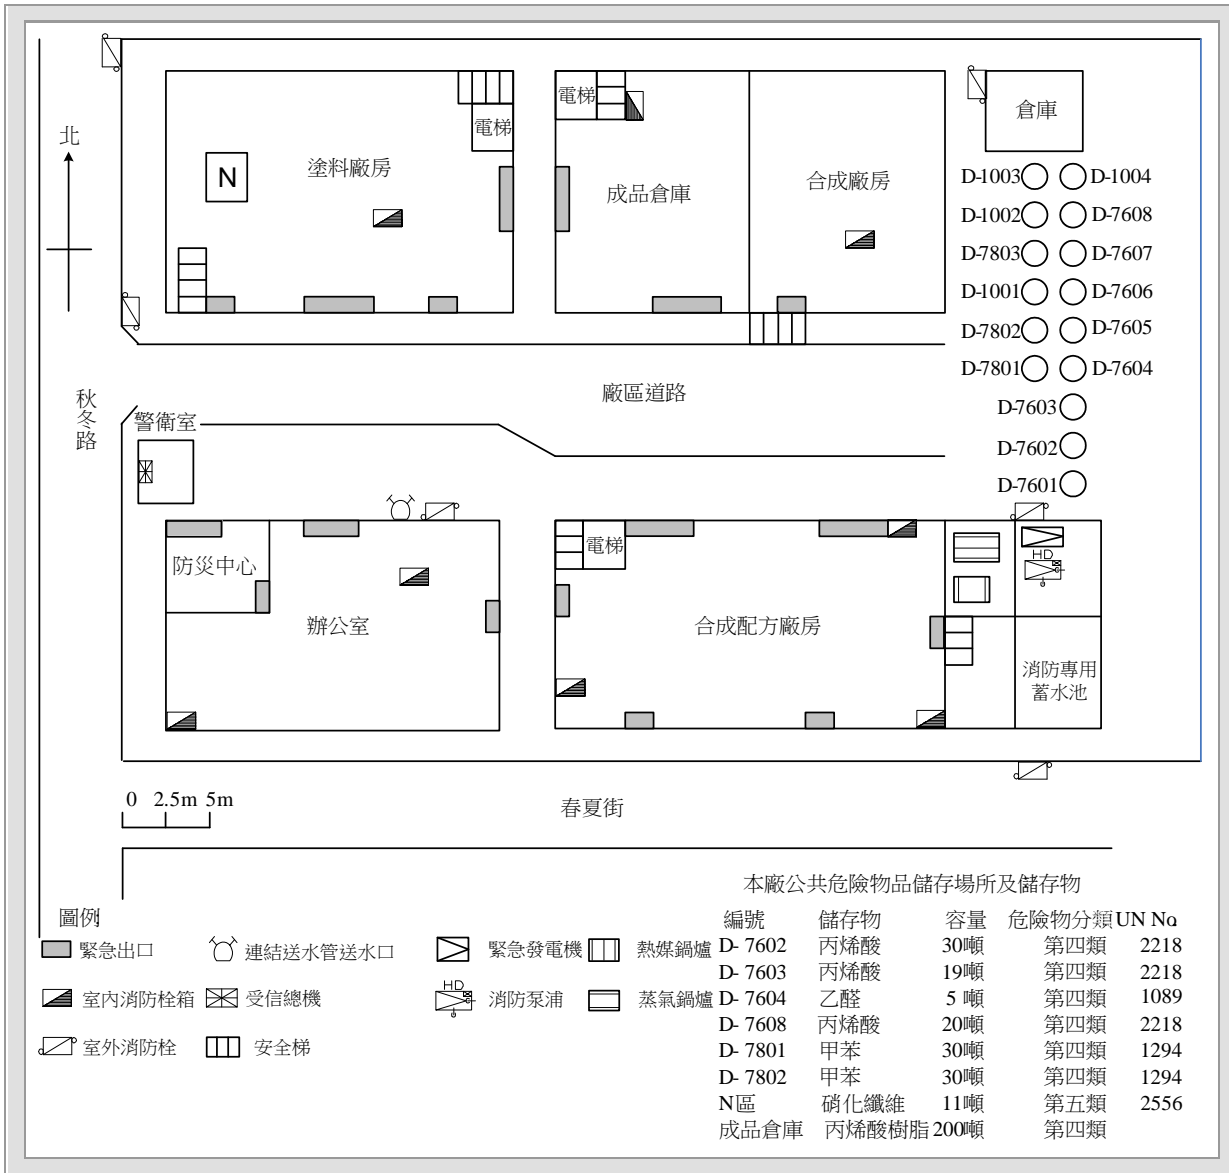 北
電梯
電梯
倉庫
N
塗料廠房
成品倉庫
合成廠房
D-1003
D-1004
D-1002
D-7608
D-7803
D-7607
D-1001
D-7606
D-7802
D-7605
D-7801
D-7604
D-7603
D-7602
D-7601
廠區道路
秋冬路
警衛室
防災中心
電梯
HD
辦公室
合成配方廠房
消防專用
蓄水池
0 2.5m 5m
春夏街
圖例
緊急出口
連結送水管送水口
緊急發電機
熱媒鍋爐
室內消防栓箱
受信總機
HD
消防泵浦
蒸氣鍋爐
室外消防栓
安全梯
本廠公共危險物品儲存場所及儲存物
編號 儲存物 容量 危險物分類 UN No.
D- 7602 丙烯酸 30噸 第四類 2218
D- 7603 丙烯酸 19噸 第四類 2218
D- 7604 乙醛 5 噸 第四類 1089
D- 7608 丙烯酸 20噸 第四類 2218
D- 7801 甲苯 30噸 第四類 1294
D- 7802 甲苯 30噸 第四類 1294
N區 硝化纖維 11噸 第五類 2556
成品倉庫 丙烯酸樹脂 200噸 第四類